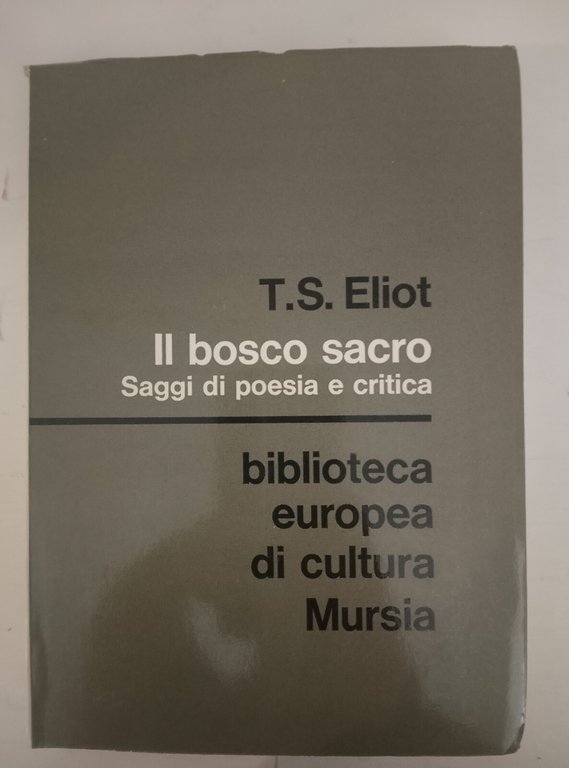 T.S. Eliot
Il bosco sacro
Saggi di poesia e critica
biblioteca
europea
di cultura
Mursia